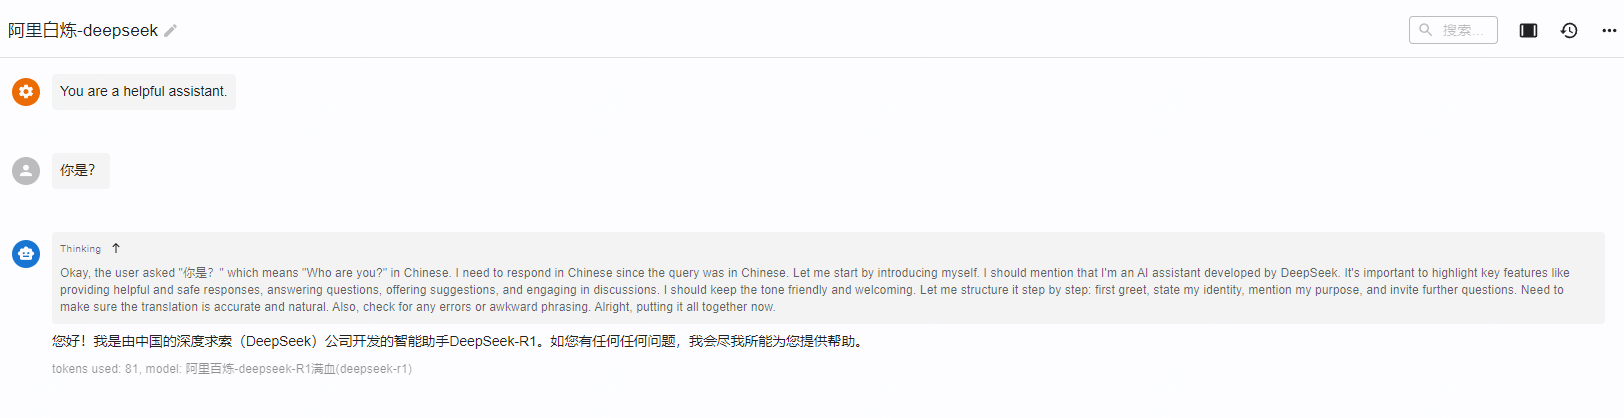 阿里白炼-deepseek
搜索...
You are a helpful assistant.
你是？
Thinking
Okay, the user asked "你是？" which means "Who are you?" in Chinese. I need to respond in Chinese since the query was in Chinese. Let me start by introducing myself. I should mention that I'm an AI assistant developed by DeepSeek. It's important to highlight key features like
providing helpful and safe responses, answering questions, offering suggestions, and engaging in discussions. I should keep the tone friendly and welcoming. Let me structure it step by step: first greet, state my identity, mention my purpose, and invite further questions. Need to
make sure the translation is accurate and natural. Also, check for any errors or awkward phrasing. Alright, putting it all together now.
您好！我是由中国的深度求索（DeepSeek）公司开发的智能助手DeepSeek-R1。如您有任何任何问题，我会尽我所能为您提供帮助。
tokens used: 81, model: 阿里百炼-deepseek-R1满血(deepseek-r1)